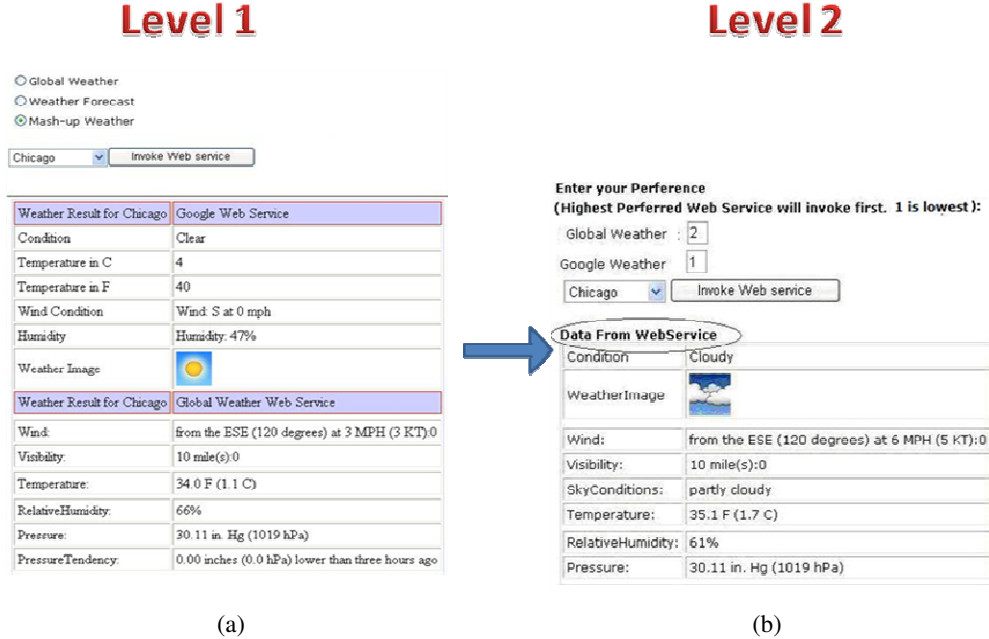 Level 1
Global Weather
Weather Forecast
Mash-up Weather
Chicago Invoke Web service
Weather Result for Chicago Google Web Service
Condition Clear
Temperature in C 4
Temperature in F 40
Wind Condition Wind: S at 0 mph
Humidity Humidity: 47%
Weather Image
Weather Result for Chicago Global Weather Web Service
Wind: from the ESE (120 degrees) at 3 MPH (3 KT):0
Visibility: 10 mile(s):0
Temperature: 34.0 F (1.1 C)
RelativeHumidity: 66%
Pressure: 30.11 in. Hg (1019 hPa)
PressureTendency: 0.00 inches (0.0 hPa) lower than three hours ago
(a)
Level 2
Enter your Perference
(Highest Perferred Web Service will invoke first. 1 is lowest):
Global Weather : 2
Google Weather 1
Chicago Invoke Web service
Data From WebService
Condition Cloudy
WeatherImage
Wind: from the ESE (120 degrees) at 6 MPH (5 KT):0
Visibility: 10 mile(s):0
SkyConditions: partly cloudy
Temperature: 35.1 F (1.7 C)
RelativeHumidity: 61%
Pressure: 30.11 in. Hg (1019 hPa)
(b)